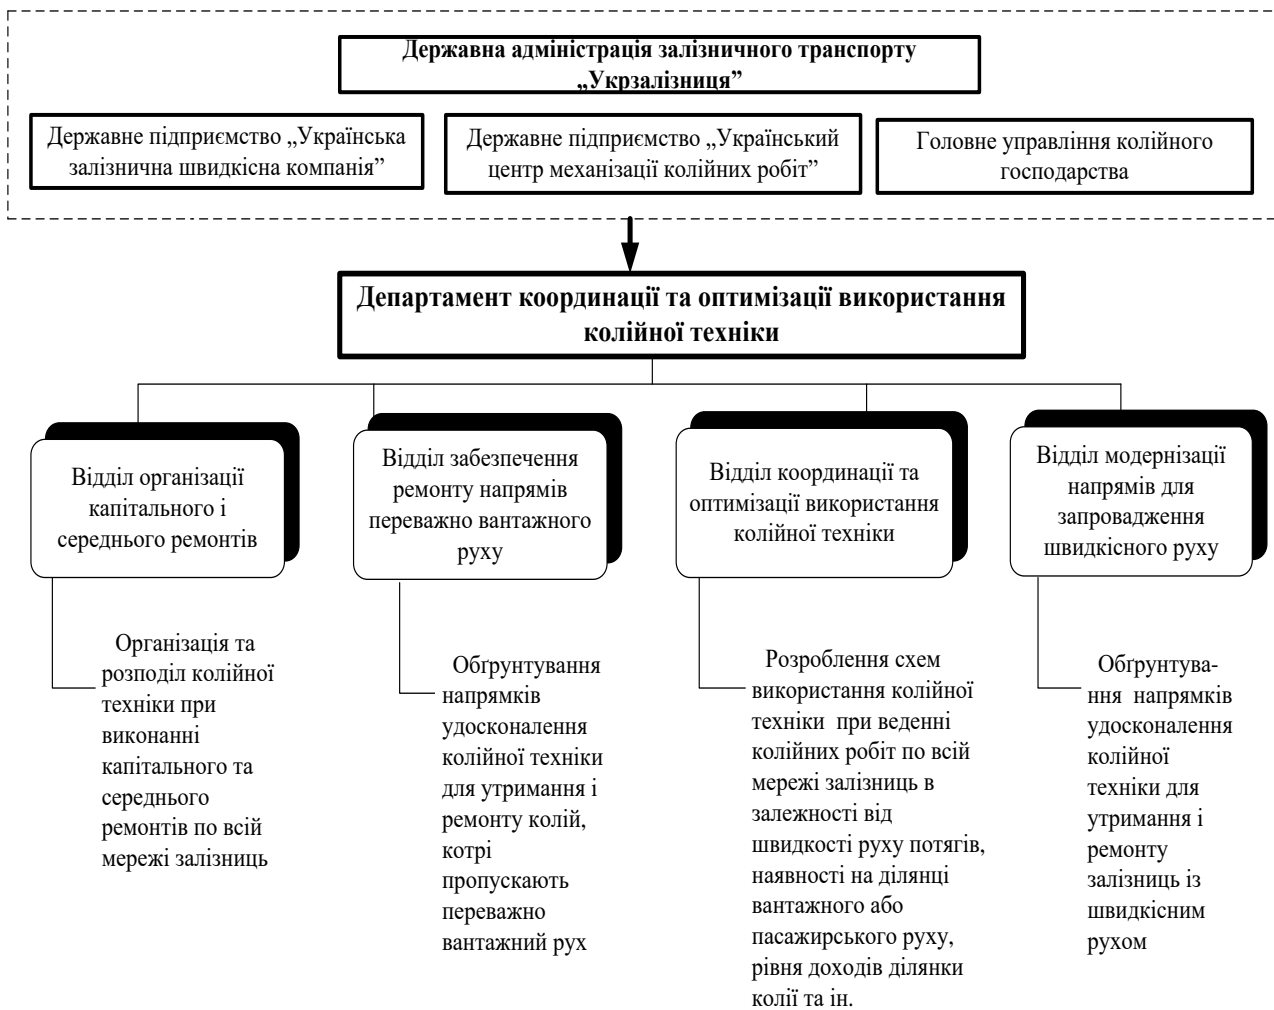 Державна адміністрація залізничного транспорту
„Укрзалізниця”
Державне підприємство „Українська
залізнична швидкісна компанія”
Державне підприємство „Український
центр механізації колійних робіт”
Головне управління колійного
господарства
Департамент координації та оптимізації використання
колійної техніки
Відділ організації
капітального і
середнього ремонтів
Відділ забезпечення
ремонту напрямів
переважно вантажного
руху
Відділ координації та
оптимізації використання
колійної техніки
Відділ модернізації
напрямів для
запровадження
швидкісного руху
Організація та
розподіл колійної
техніки при
виконанні
капітального та
середнього
ремонтів по всій
мережі залізниць
Обґрунтування
напрямків
удосконалення
колійної техніки
для утримання і
ремонту колій,
котрі
пропускають
переважно
вантажний рух
Розроблення схем
використання колійної
техніки при веденні
колійних робіт по всій
мережі залізниць в
залежності від
швидкості руху потягів,
наявності на ділянці
вантажного або
пасажирського руху,
рівня доходів ділянки
колії та ін.
Обґрунтува-
ння напрямків
удосконалення
колійної
техніки для
утримання і
ремонту
залізниць із
швидкісним
рухом